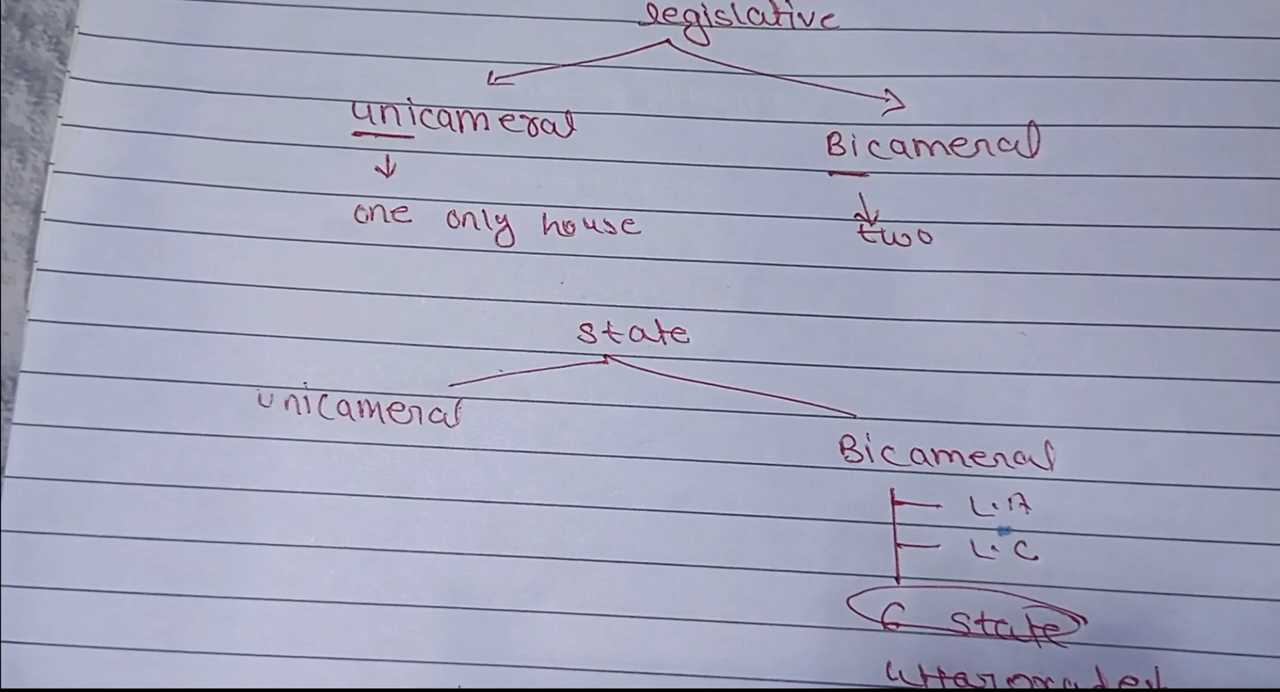 legislative
unicameral
Bicameral
one only house
two
state
unicameral
Bicameral
L.A
L.C
6 state